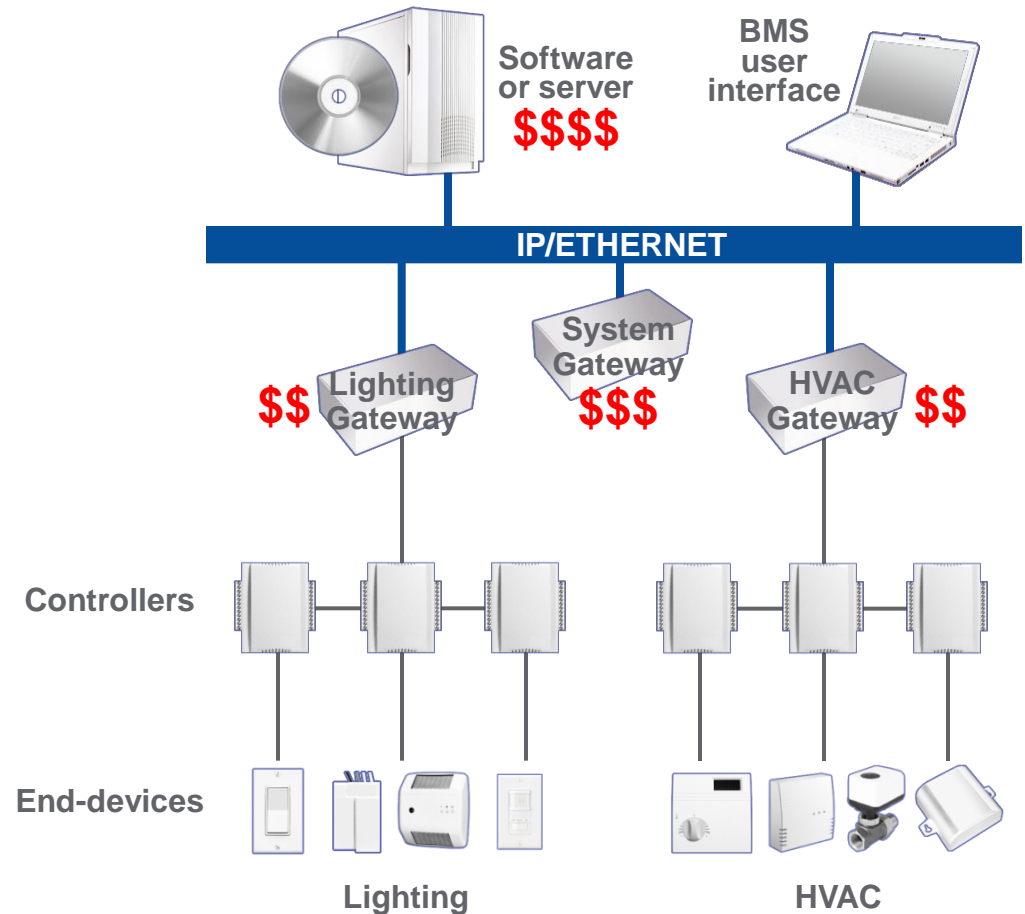 Software
or server
$$$$
BMS
user
interface
IP/ETHERNET
System
Gateway
$$$
$$
Lighting
Gateway
HVAC
Gateway
$$
Controllers
End-devices
Lighting
HVAC